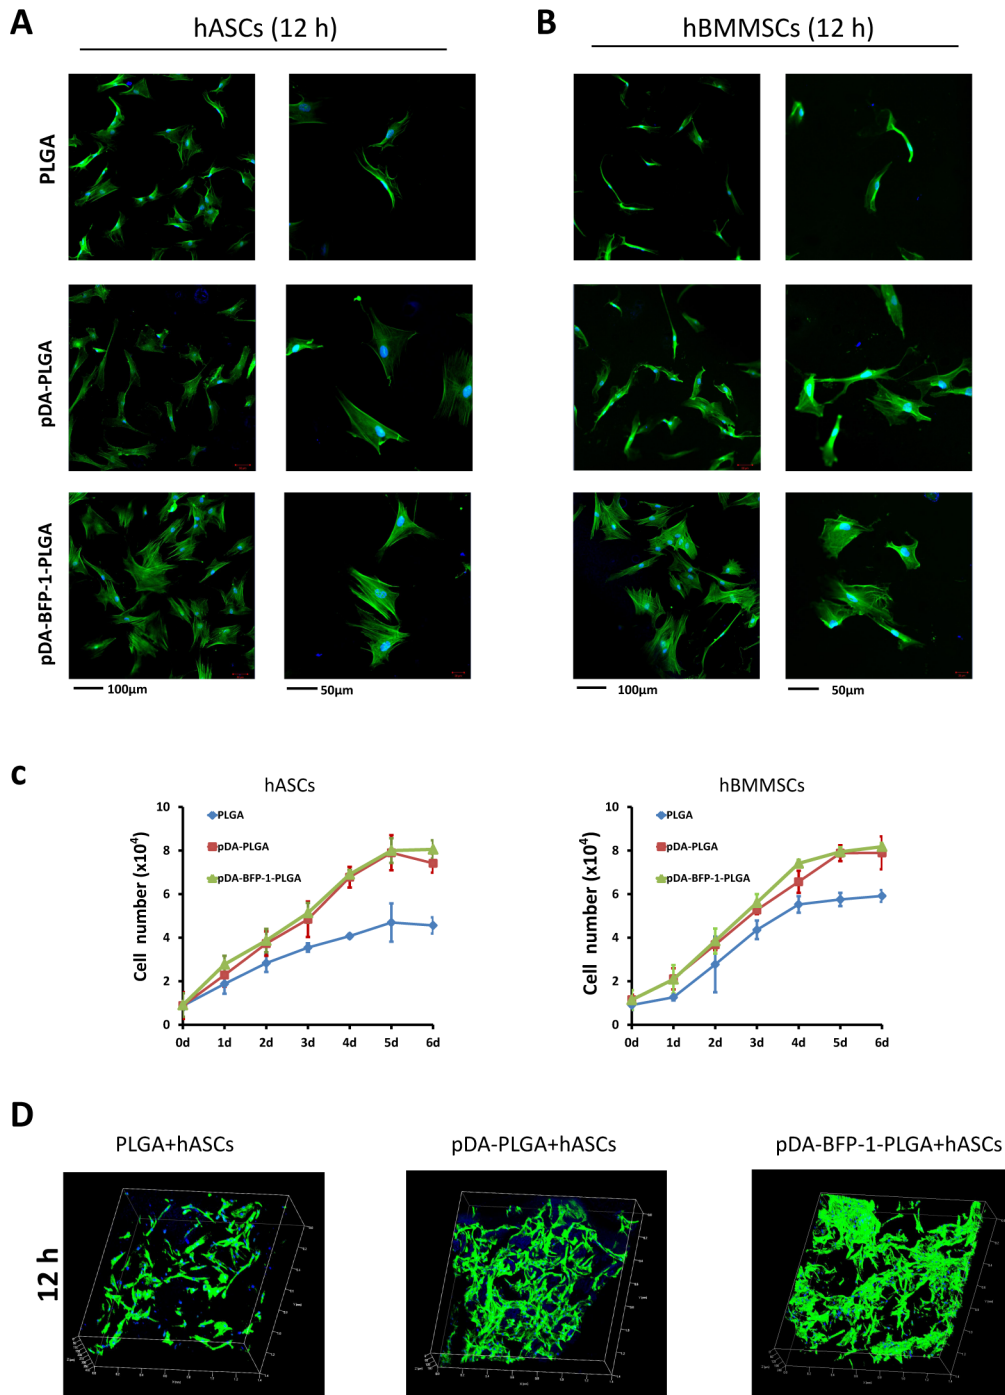 A
hASCs (12 h)
B
hBMMSCs (12 h)
PLGA
pDA-PLGA
pDA-BFP-1-PLGA
100μm
50μm
100μm
50μm
c
hASCs
Cell number (x10⁴)
10
8
6
4
2
0
PLGA
pDA-PLGA
pDA-BFP-1-PLGA
0d 1d 2d 3d 4d 5d 6d
hBMMSCs
Cell number (x10⁴)
10
8
6
4
2
0
PLGA
pDA-PLGA
pDA-BFP-1-PLGA
0d 1d 2d 3d 4d 5d 6d
D
PLGA+hASCs
pDA-PLGA+hASCs
pDA-BFP-1-PLGA+hASCs
12 h